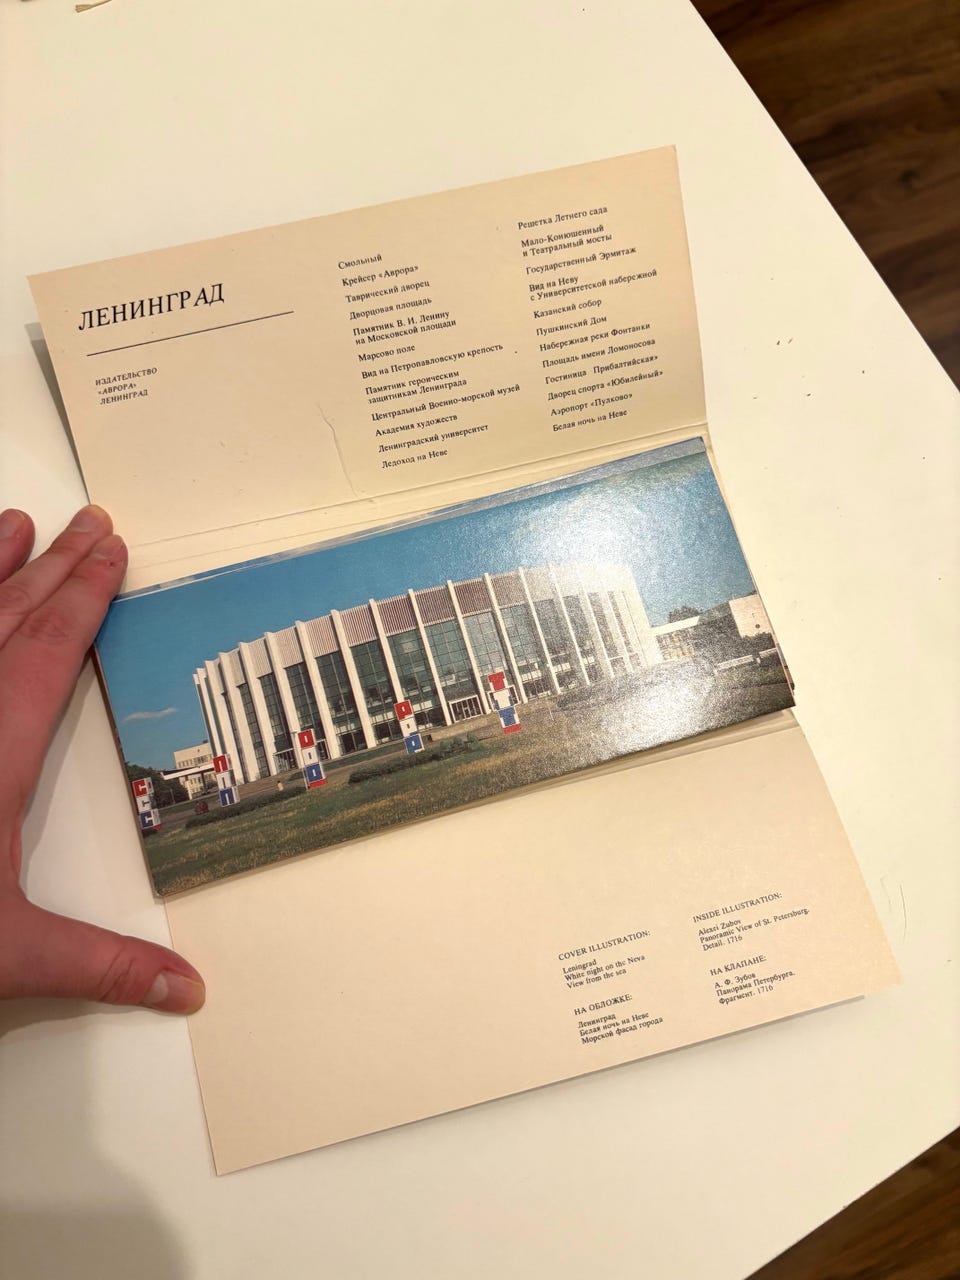 ЛЕНИНГРАД
ИЗДАТЕЛЬСТВО
«АВРОРА»
ЛЕНИНГРАД
Смольный
Крейсер «Аврора»
Таврический дворец
Дворцовая площадь
Памятник В. И. Ленину
на Московской площади
Марсово поле
Вид на Петропавловскую крепость
Памятник героическим
защитникам Ленинграда
Центральный Военно-морской музей
Академия художеств
Ленинградский университет
Ледоход на Неве
Решетка Летнего сада
Мало-Конюшенный
и Театральный мосты
Государственный Эрмитаж
Вид на Неву
с Университетской набережной
Казанский собор
Пушкинский Дом
Набережная реки Фонтанки
Площадь имени Ломоносова
Гостиница Прибалтийская»
Дворец спорта «Юбилейный»
Аэропорт «Пулково»
Белая ночь на Неве
COVER ILLUSTRATION:
Leningrad
White night on the Neva
View from the sea
НА ОБЛОЖКЕ:
Ленинград
Белая ночь на Неве
Морской фасад города
INSIDE ILLUSTRATION:
Alexei Zubov
Panoramic View of St. Petersburg.
Detail. 1716
НА КЛАПАНЕ:
А. Ф. Зубов
Панорама Петербурга.
Фрагмент. 1716